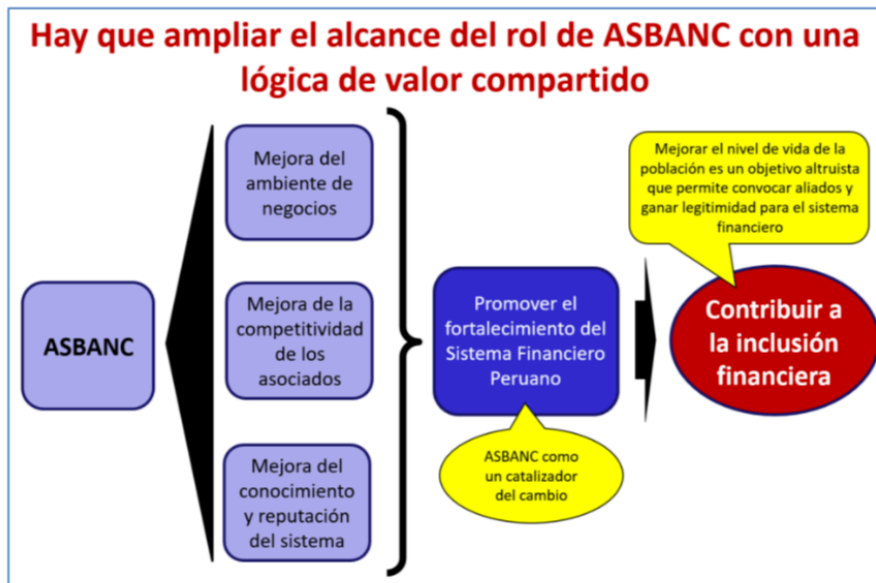 Hay que ampliar el alcance del rol de ASBANC con una
lógica de valor compartido
Mejora del
ambiente de
negocios
Mejorar el nivel de vida de la
población es un objetivo altruista
que permite convocar aliados y
ganar legitimidad para el sistema
financiero
ASBANC
Mejora de la
competitividad
de los
asociados
Promover el
fortalecimiento del
Sistema Financiero
Peruano
Contribuir a
la inclusión
financiera
Mejora del
conocimiento
y reputación
del sistema
ASBANC como
un catalizador
del cambio